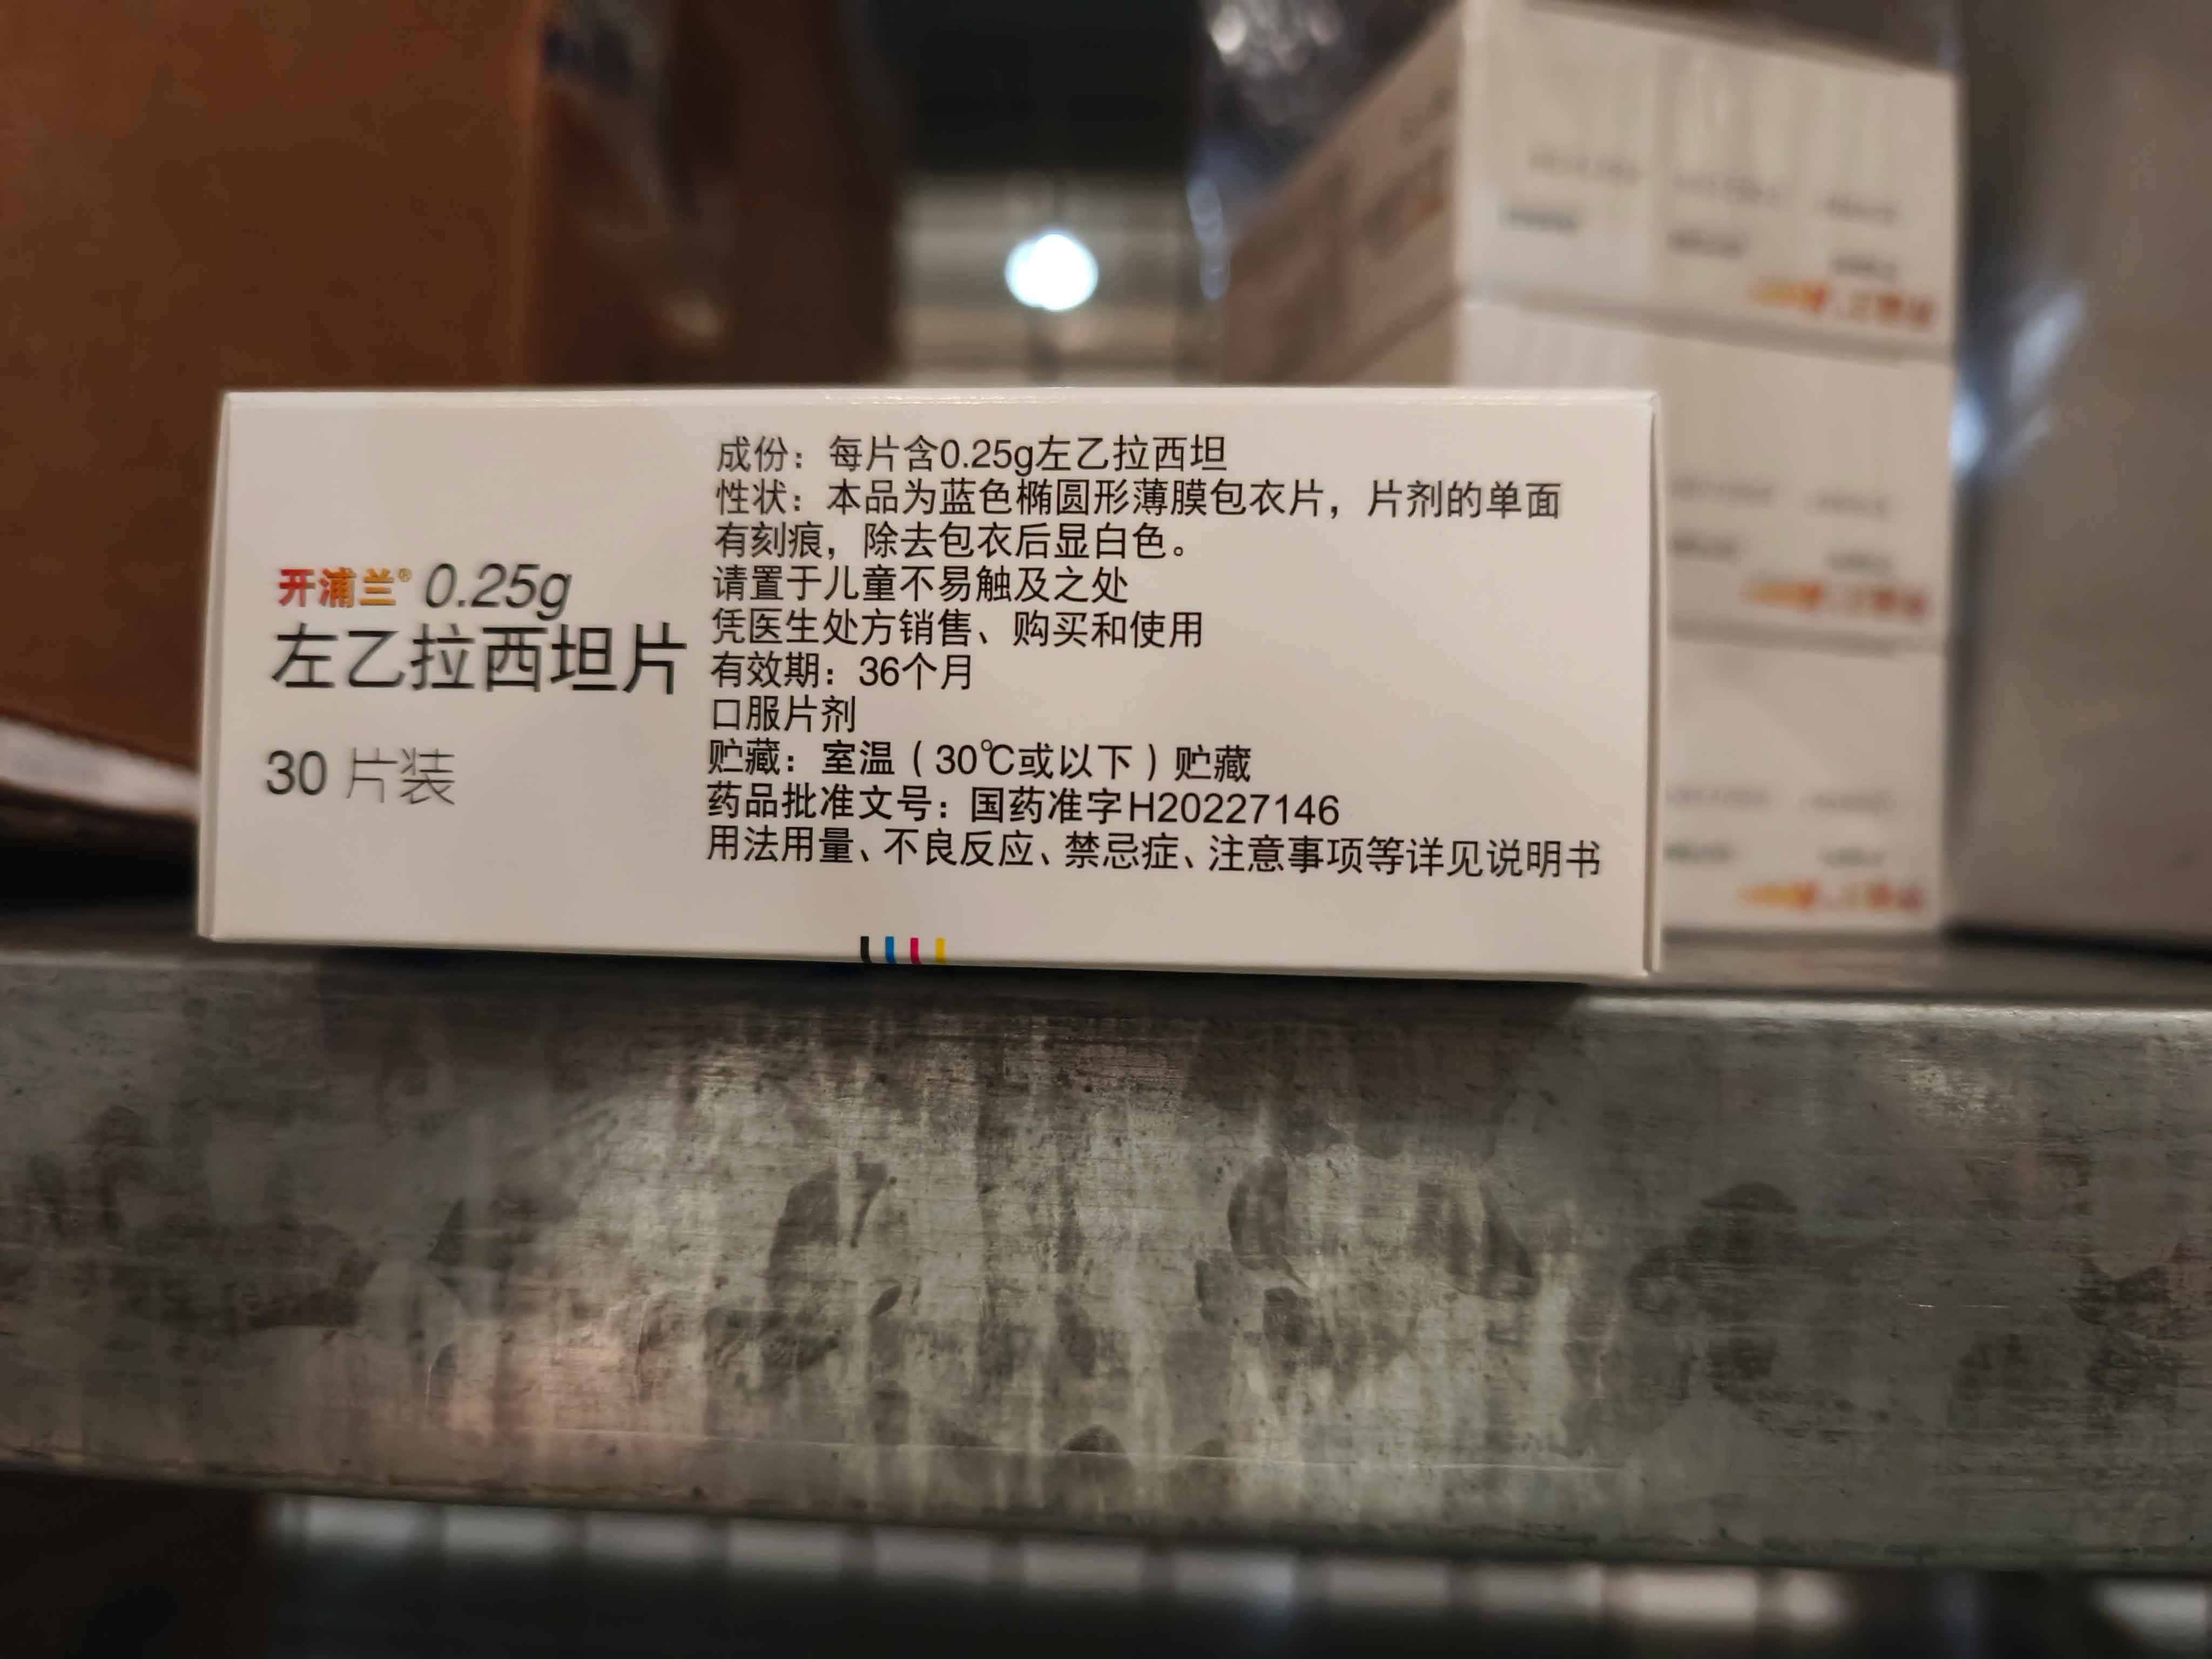 开浦兰® 0.25g
左乙拉西坦片
30 片装
成份：每片含0.25g左乙拉西坦
性状：本品为蓝色椭圆形薄膜包衣片，片剂的单面
有刻痕，除去包衣后显白色。
请置于儿童不易触及之处
凭医生处方销售、购买和使用
有效期：36个月
口服片剂
贮藏：室温（30℃或以下）贮藏
药品批准文号：国药准字H20227146
用法用量、不良反应、禁忌症、注意事项等详见说明书